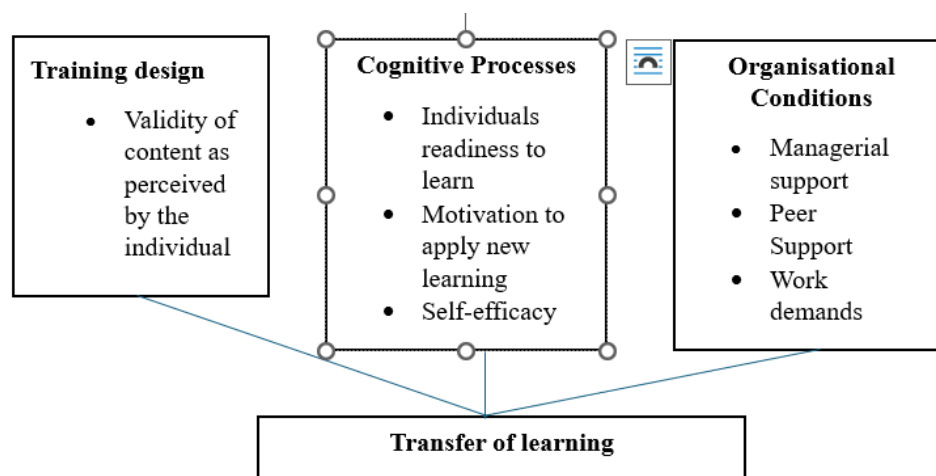 Training design
• Validity of
content as
perceived
by the
individual
Cognitive Processes
• Individuals
readiness to
learn
• Motivation to
apply new
learning
• Self-efficacy
Organisational
Conditions
• Managerial
support
• Peer
Support
• Work
demands
Transfer of learning